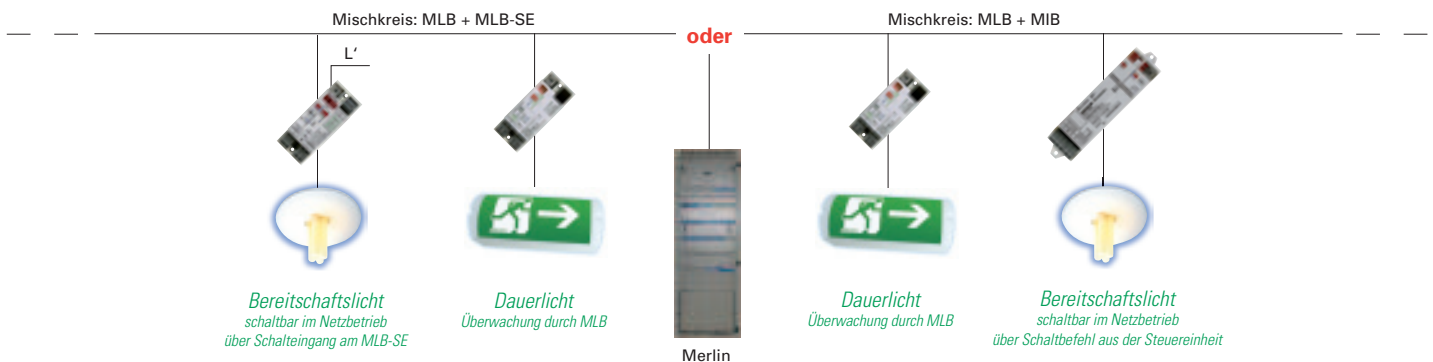 Mischkreis: MLB + MLB-SE
Mischkreis: MLB + MIB
oder
L‘
Bereitschaftslicht
schaltbar im Netzbetrieb
über Schalteingang am MLB-SE
Dauerlicht
Überwachung durch MLB
Merlin
Dauerlicht
Überwachung durch MLB
Bereitschaftslicht
schaltbar im Netzbetrieb
über Schaltbefehl aus der Steuereinheit